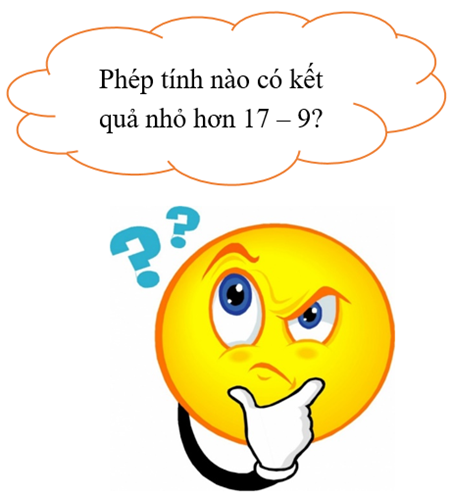 Phép tính nào có kết
quả nhỏ hơn 17 – 9?
??